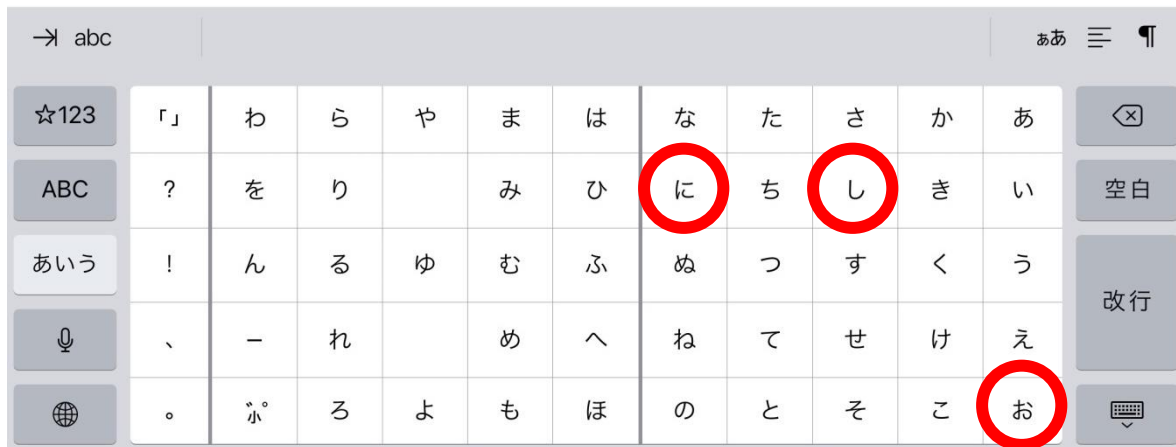 → abc ぁあ ¶
☆123 「」 わ ら や ま は な た さ か あ
ABC ? を り み ひ に ち し き い 空白
あいう ! ん る ゆ む ふ ぬ つ す く う
、 ー れ め へ ね て せ け え 改行
。 ゛゜小 ろ よ も ほ の と そ こ お